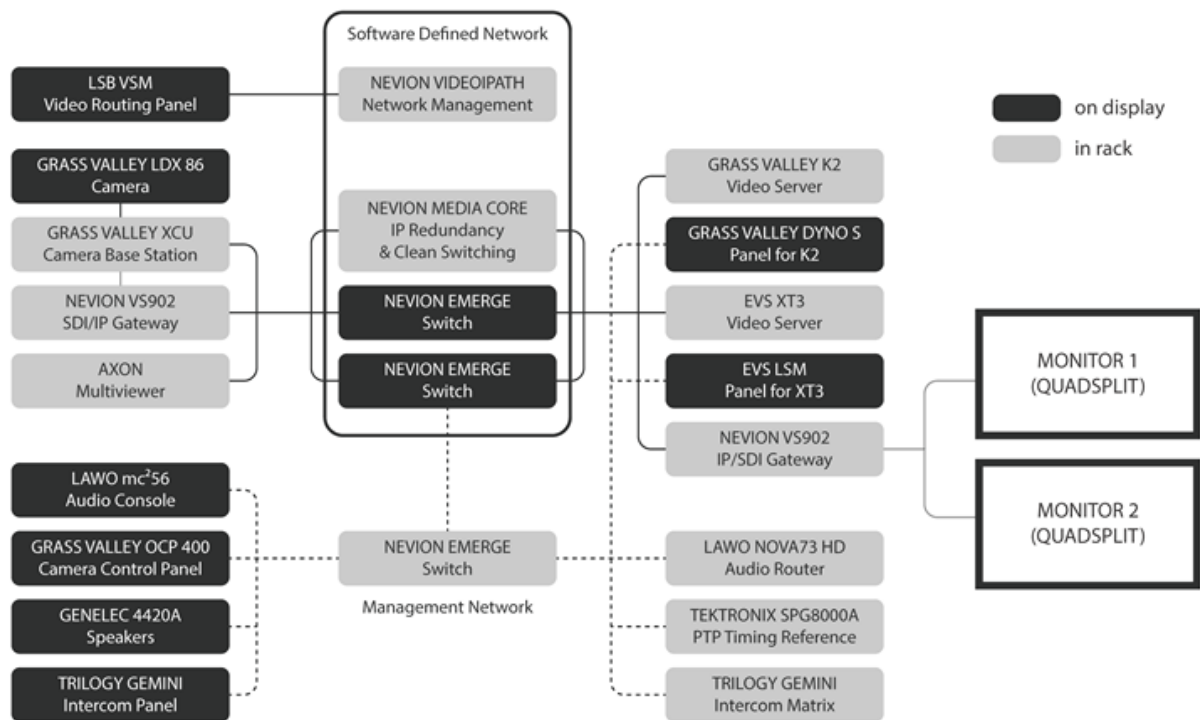 Software Defined Network
LSB VSM
Video Routing Panel
NEVION VIDEOIPATH
Network Management
on display
in rack
GRASS VALLEY LDX 86
Camera
GRASS VALLEY XCU
Camera Base Station
NEVION VS902
SDI/IP Gateway
AXON
Multiviewer
NEVION MEDIA CORE
IP Redundancy
& Clean Switching
NEVION EMERGE
Switch
NEVION EMERGE
Switch
GRASS VALLEY K2
Video Server
GRASS VALLEY DYNO S
Panel for K2
EVS XT3
Video Server
EVS LSM
Panel for XT3
NEVION VS902
IP/SDI Gateway
MONITOR 1
(QUADSPLIT)
MONITOR 2
(QUADSPLIT)
LAWO mc²56
Audio Console
GRASS VALLEY OCP 400
Camera Control Panel
GENELEC 4420A
Speakers
TRILOGY GEMINI
Intercom Panel
NEVION EMERGE
Switch
Management Network
LAWO NOVA73 HD
Audio Router
TEKTRONIX SPG8000A
PTP Timing Reference
TRILOGY GEMINI
Intercom Matrix